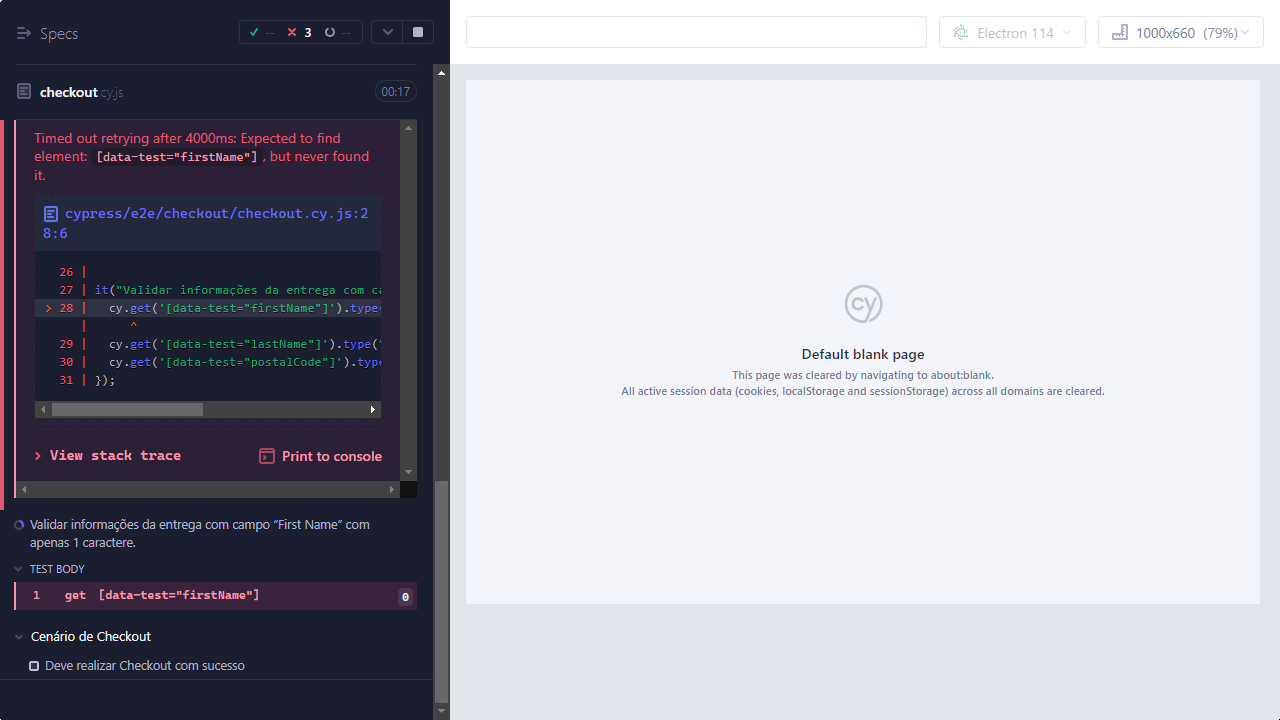 Specs
-- 3 --
Electron 114
1000x660 (79%)
checkout.cy.js
00:17
Timed out retrying after 4000ms: Expected to find
element: [data-test="firstName"], but never found
it.
cypress/e2e/checkout/checkout.cy.js:2
8:6
26 |
27 | it("Validar informações da entrega com ca
> 28 | cy.get('[data-test="firstName"]').type(
| ^
29 | cy.get('[data-test="lastName"]').type("
30 | cy.get('[data-test="postalCode"]').type
31 | });
View stack trace
Print to console
Validar informações da entrega com campo “First Name” com
apenas 1 caractere.
TEST BODY
1 get [data-test="firstName"] 0
Cenário de Checkout
Deve realizar Checkout com sucesso
cy
Default blank page
This page was cleared by navigating to about:blank.
All active session data (cookies, localStorage and sessionStorage) across all domains are cleared.